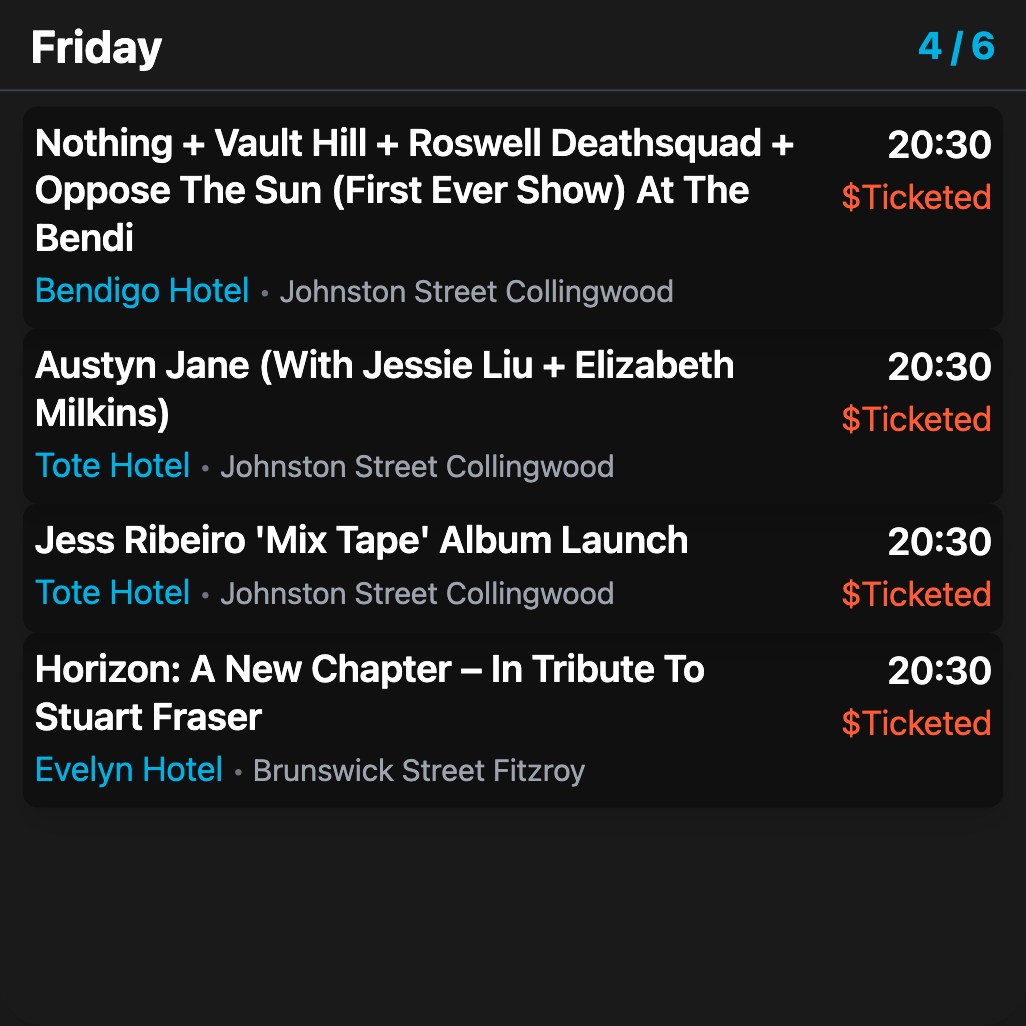 Friday 4 / 6
Nothing + Vault Hill + Roswell Deathsquad + 20:30
Oppose The Sun (First Ever Show) At The $Ticketed
Bendi
Bendigo Hotel • Johnston Street Collingwood
Austyn Jane (With Jessie Liu + Elizabeth 20:30
Milkins) $Ticketed
Tote Hotel • Johnston Street Collingwood
Jess Ribeiro 'Mix Tape' Album Launch 20:30
Tote Hotel • Johnston Street Collingwood $Ticketed
Horizon: A New Chapter – In Tribute To 20:30
Stuart Fraser $Ticketed
Evelyn Hotel • Brunswick Street Fitzroy